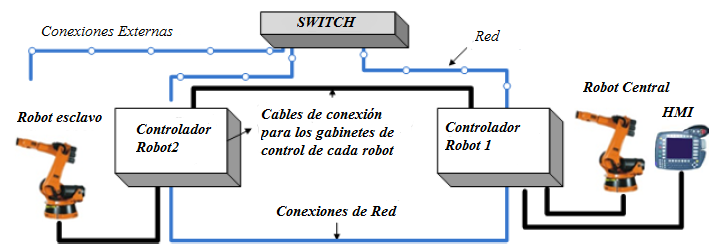 SWITCH
Conexiones Externas
Red
Robot Central
HMI
Robot esclavo
Controlador
Robot2
Cables de conexión
para los gabinetes de
control de cada robot
Controlador
Robot 1
Conexiones de Red